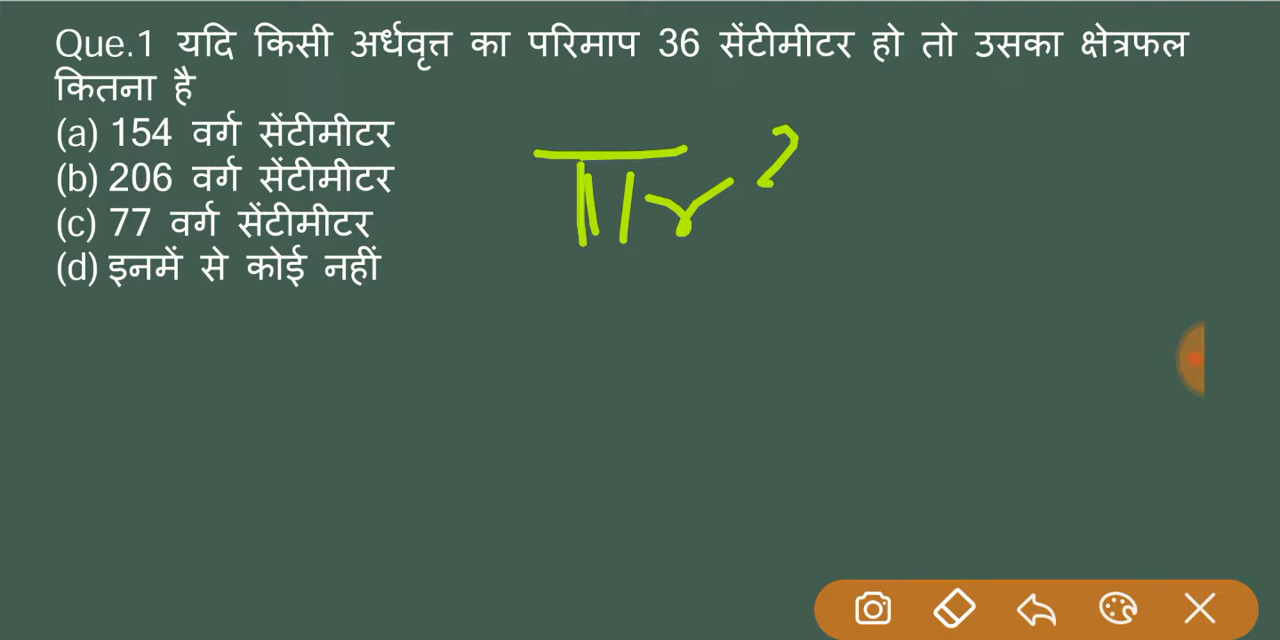 Que.1 यदि किसी अर्धवृत्त का परिमाप 36 सेंटीमीटर हो तो उसका क्षेत्रफल
कितना है
(a) 154 वर्ग सेंटीमीटर
(b) 206 वर्ग सेंटीमीटर
(c) 77 वर्ग सेंटीमीटर
(d) इनमें से कोई नहीं
πr²